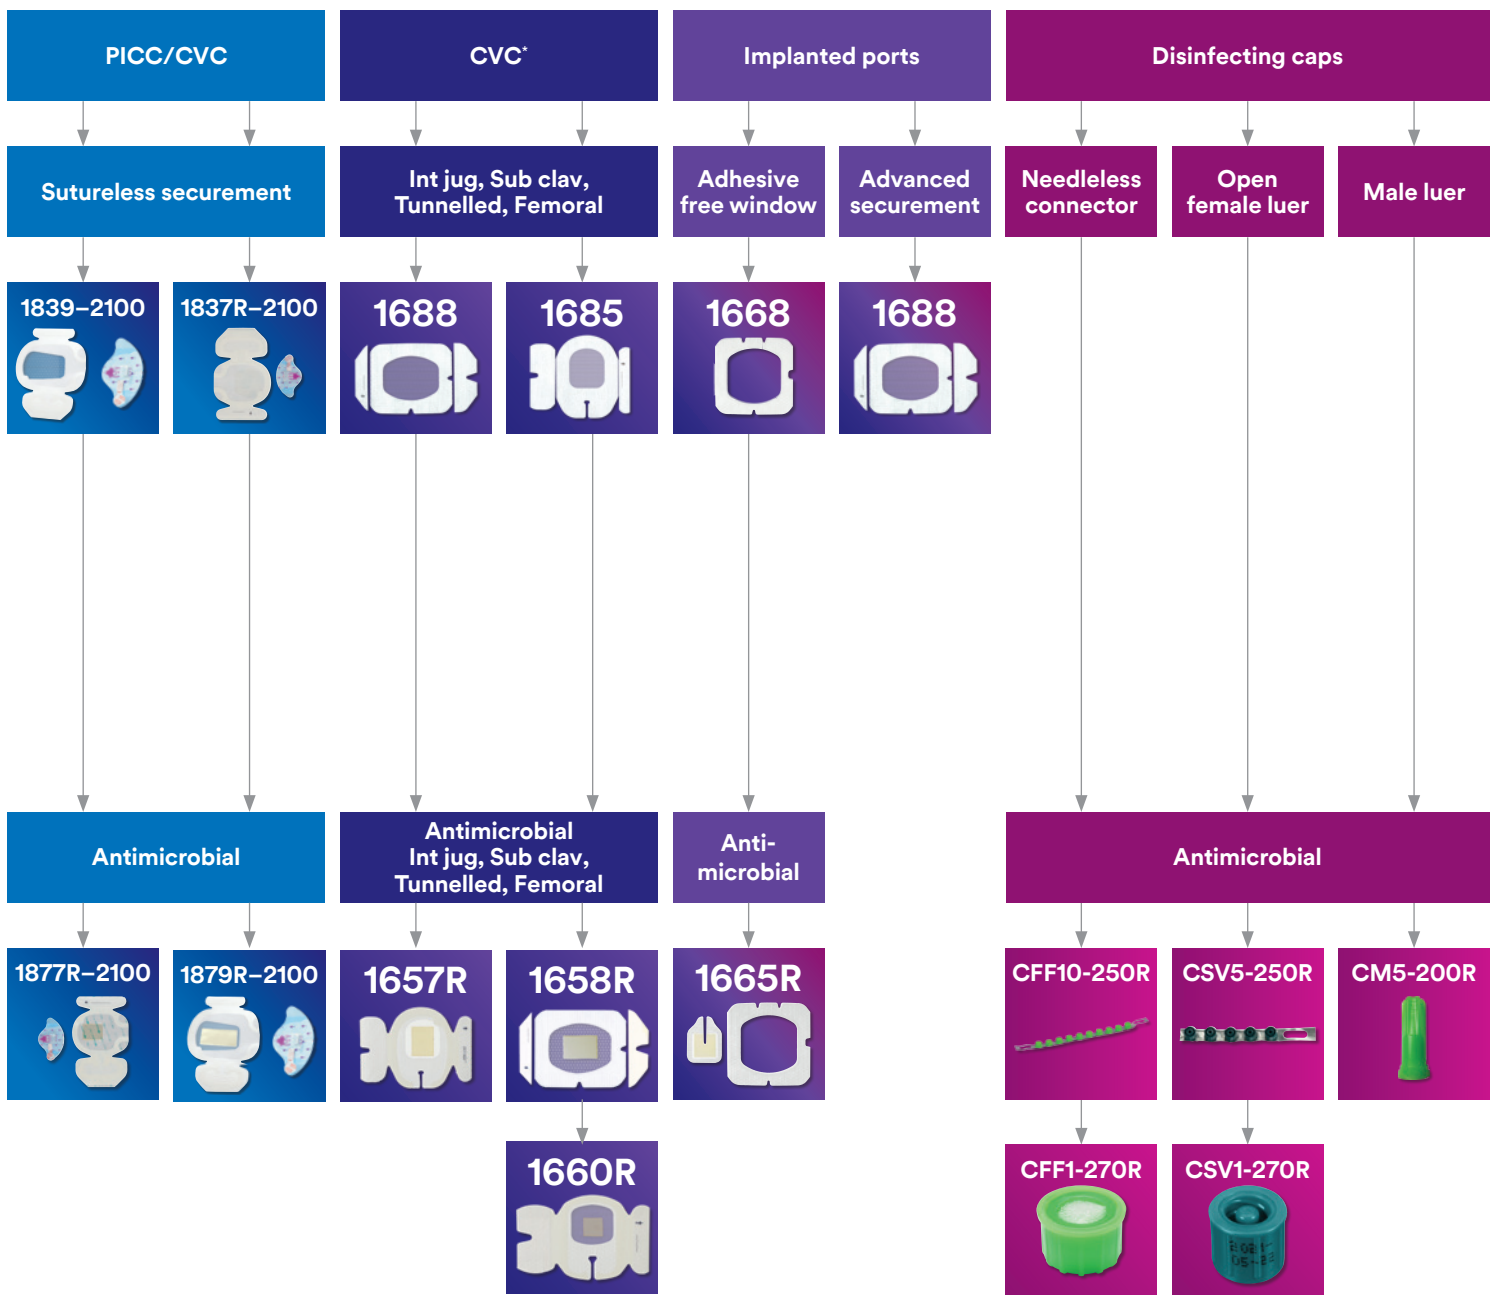 PICC/CVC
CVC*
Implanted ports
Disinfecting caps
Sutureless securement
Int jug, Sub clav,
Tunnelled, Femoral
Adhesive
free window
Advanced
securement
Needleless
connector
Open
female luer
Male luer
1839–2100
1837R–2100
1688
1685
1668
1688
Antimicrobial
Antimicrobial
Int jug, Sub clav,
Tunnelled, Femoral
Anti-
microbial
Antimicrobial
1877R–2100
1879R–2100
1657R
1658R
1665R
CFF10-250R
CSV5-250R
CM5-200R
1660R
CFF1-270R
CSV1-270R